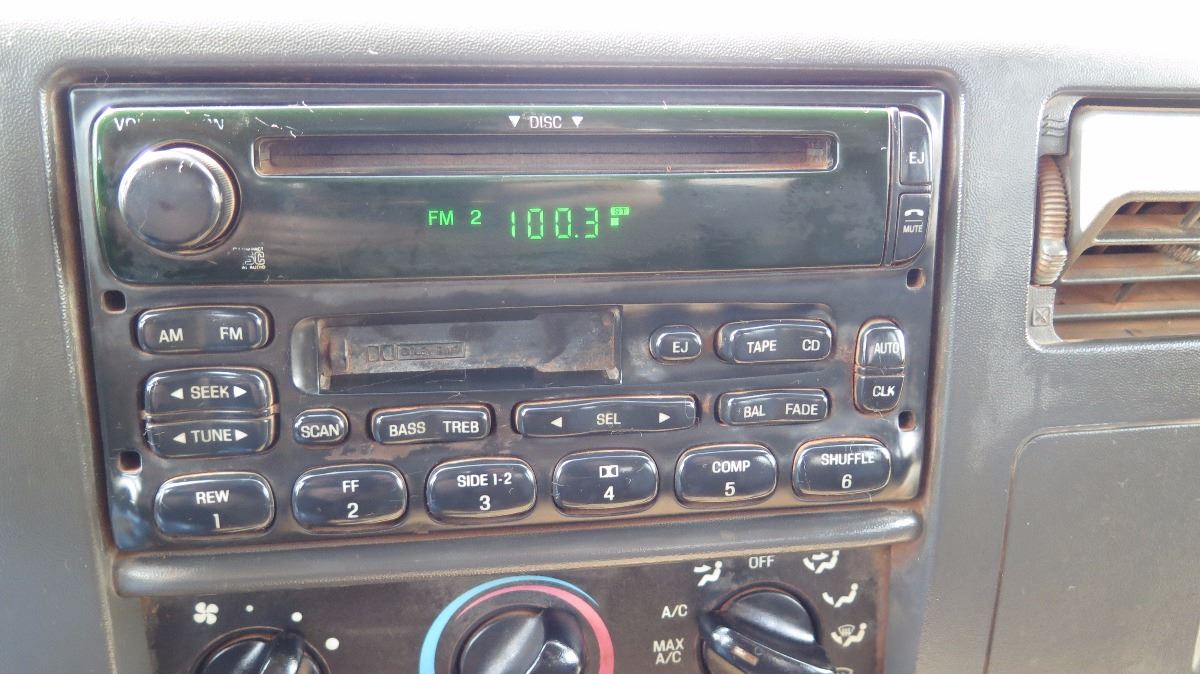 ▼ DISC ▼
EJ
FM 2 100.3 ST
MUTE
AM FM
EJ
TAPE CD
AUTO
◄ SEEK ►
CLK
◄ TUNE ►
SCAN
BASS TREB
◄ SEL ►
BAL FADE
REW
1
FF
2
SIDE 1-2
3
4
COMP
5
SHUFFLE
6
OFF
A/C
MAX
A/C